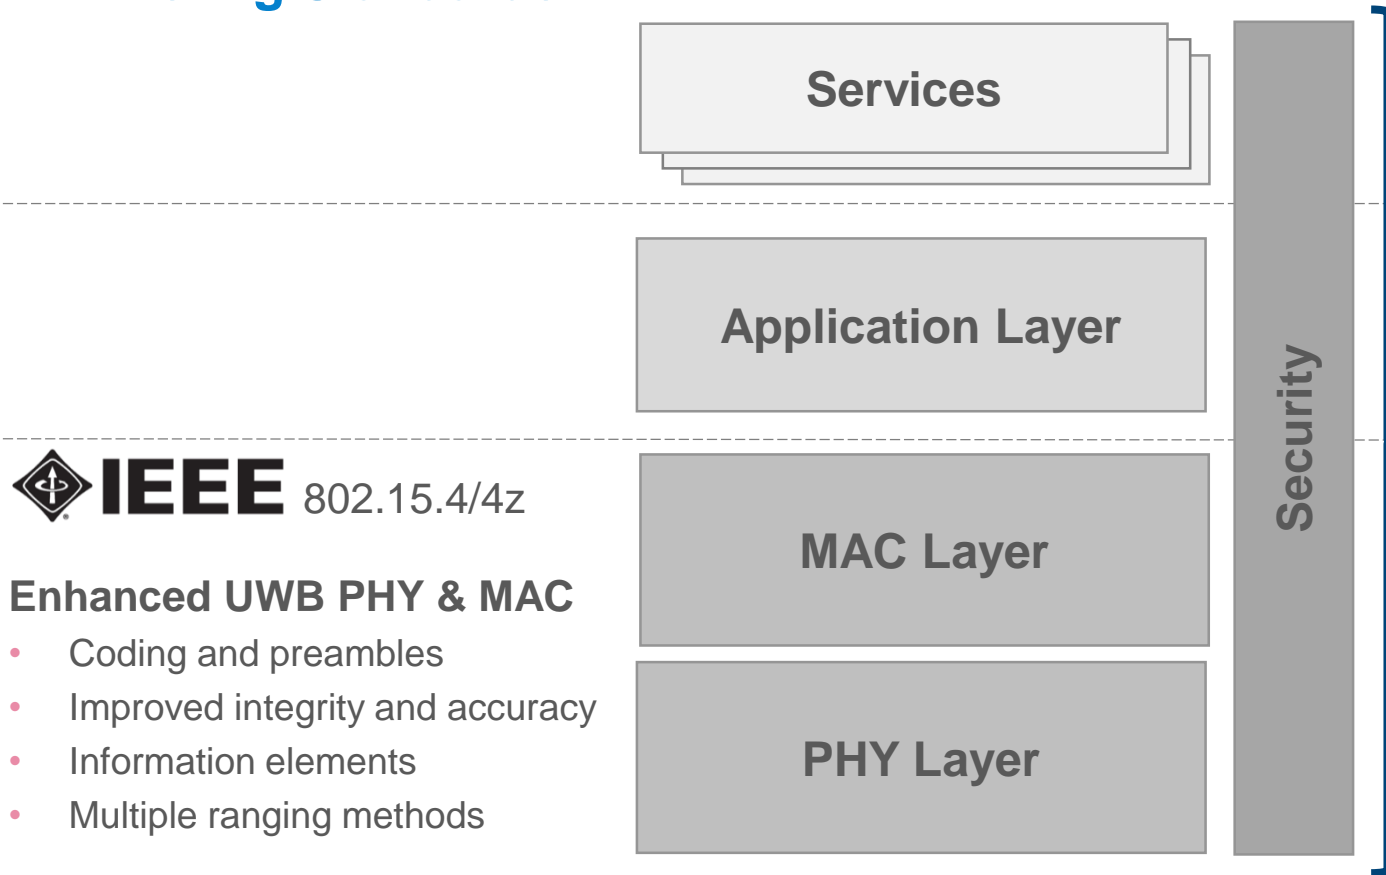 Services
Application Layer
Security
IEEE 802.15.4/4z
MAC Layer
Enhanced UWB PHY & MAC
• Coding and preambles
• Improved integrity and accuracy
• Information elements
• Multiple ranging methods
PHY Layer